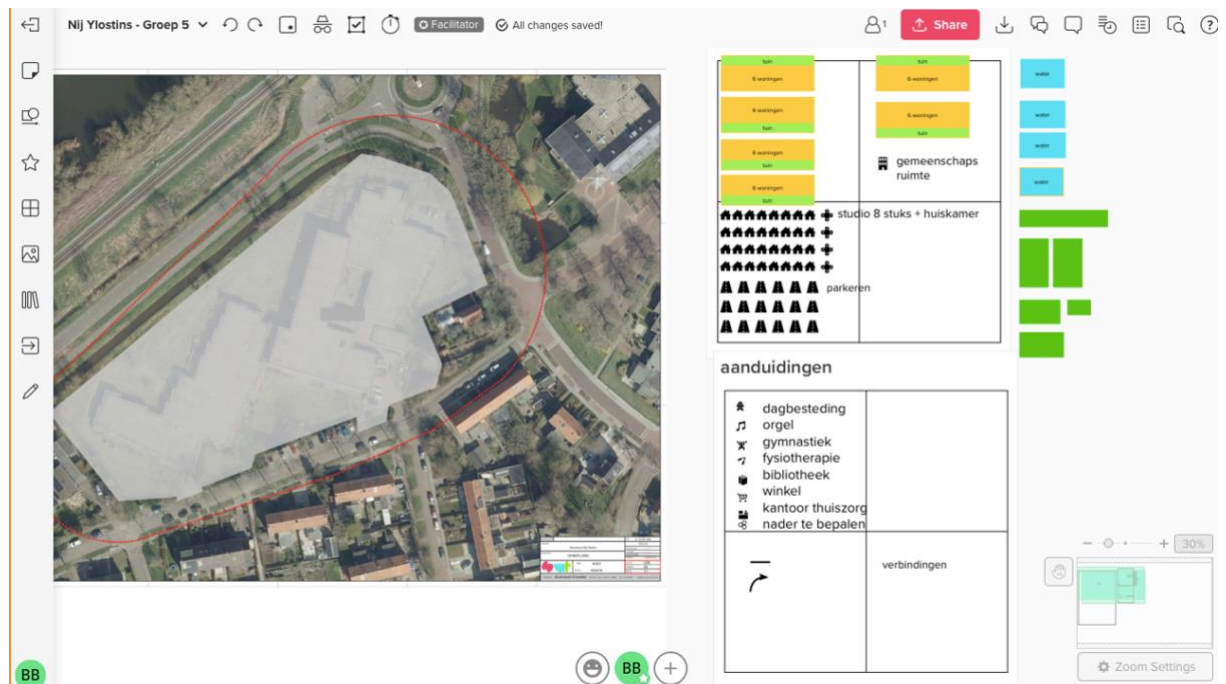 Nij Ylostins - Groep 5
Facilitator
All changes saved!
1
Share
tuin
6 woningen
6 woningen
tuin
6 woningen
tuin
6 woningen
tuin
tuin
6 woningen
6 woningen
tuin
gemeenschaps
ruimte
water
water
water
water
studio 8 stuks + huiskamer
parkeren
aanduidingen
dagbesteding
orgel
gymnastiek
fysiotherapie
bibliotheek
winkel
kantoor thuiszorg
nader te bepalen
verbindingen
30%
Zoom Settings
BB
BB